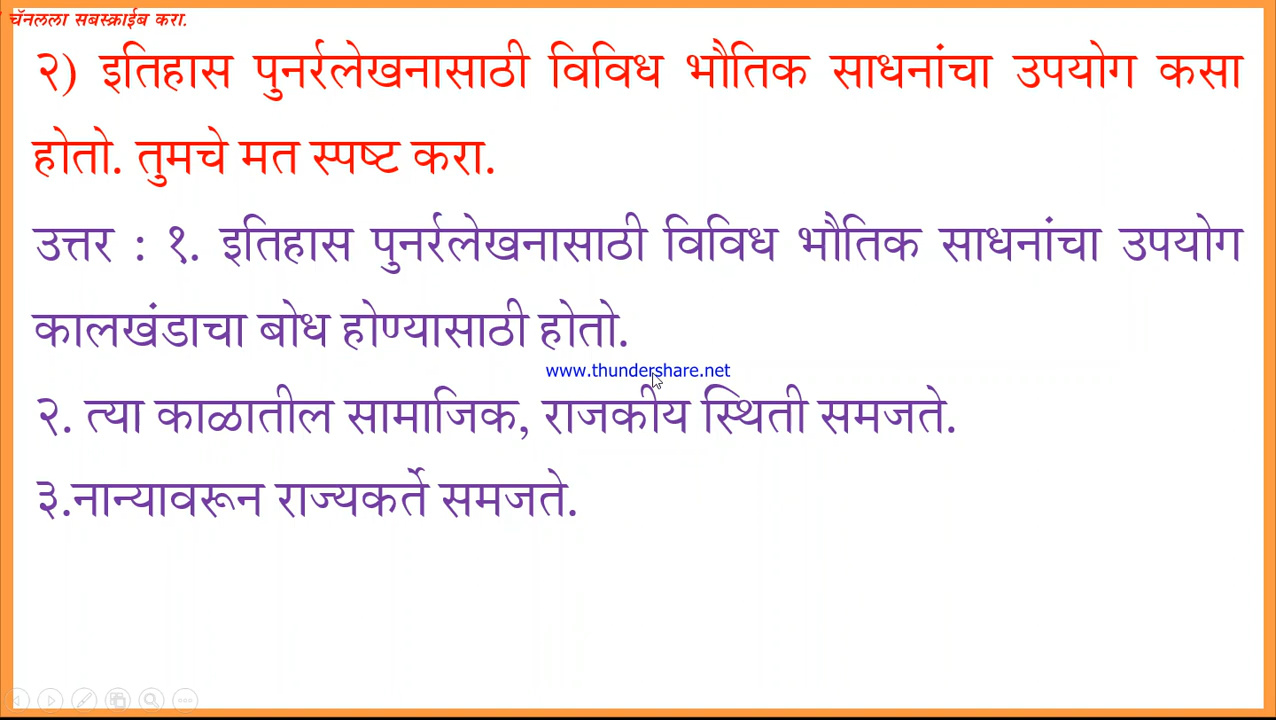 चॅनलला सबस्क्राईब करा.
२) इतिहास पुनर्रलेखनासाठी विविध भौतिक साधनांचा उपयोग कसा
होतो. तुमचे मत स्पष्ट करा.
उत्तर : १. इतिहास पुनर्रलेखनासाठी विविध भौतिक साधनांचा उपयोग
कालखंडाचा बोध होण्यासाठी होतो.
www.thundershare.net
२. त्या काळातील सामाजिक, राजकीय स्थिती समजते.
३.नान्यावरून राज्यकर्ते समजते.